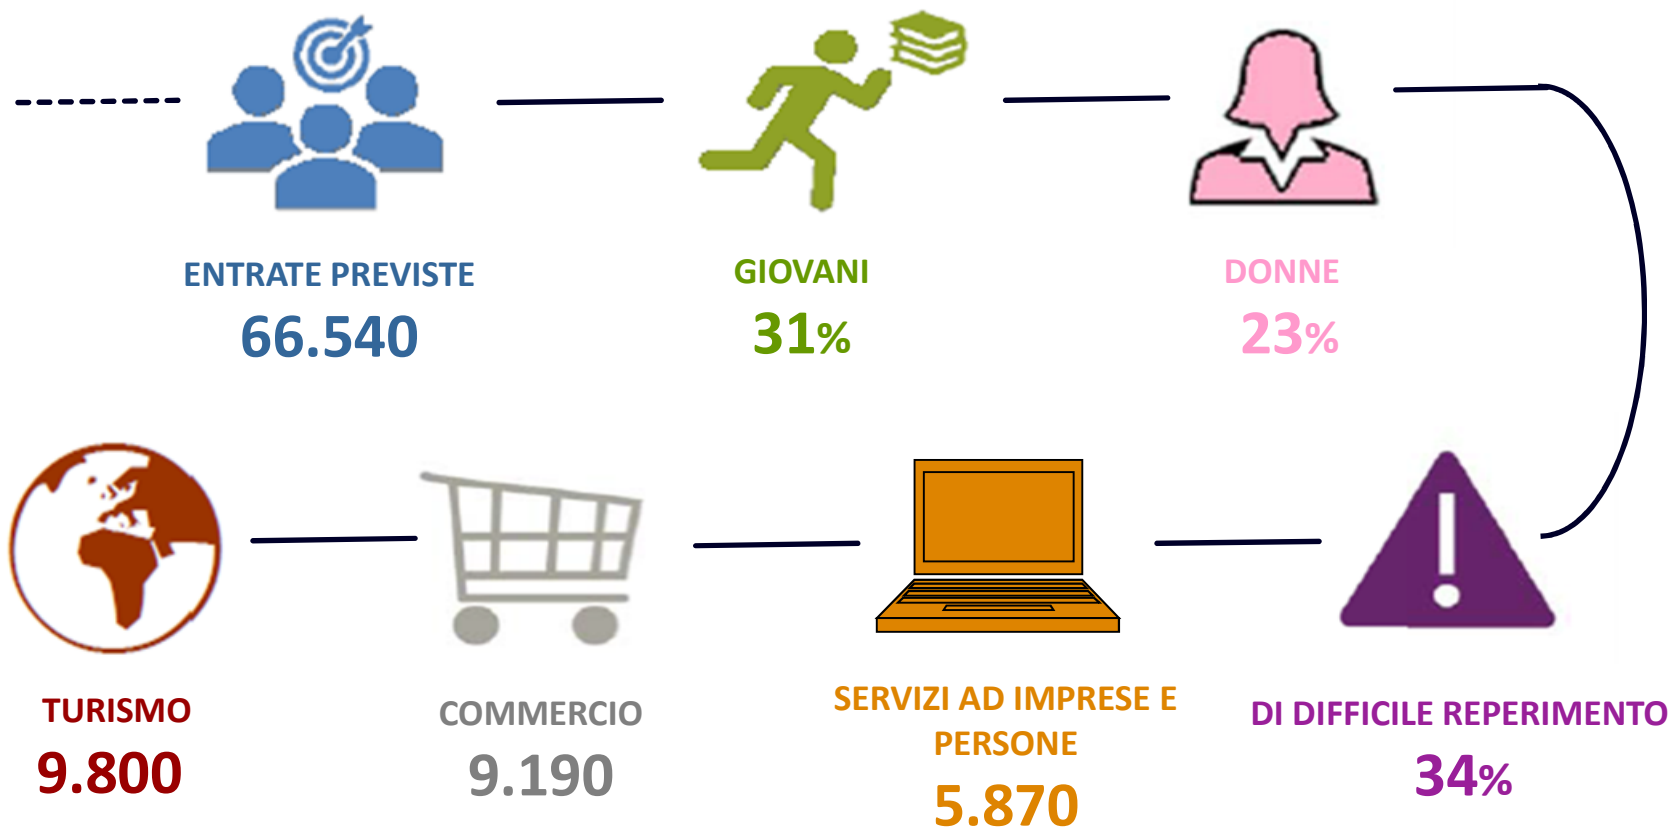 ENTRATE PREVISTE
66.540
GIOVANI
31%
DONNE
23%
TURISMO
9.800
COMMERCIO
9.190
SERVIZI AD IMPRESE E
PERSONE
5.870
DI DIFFICILE REPERIMENTO
34%